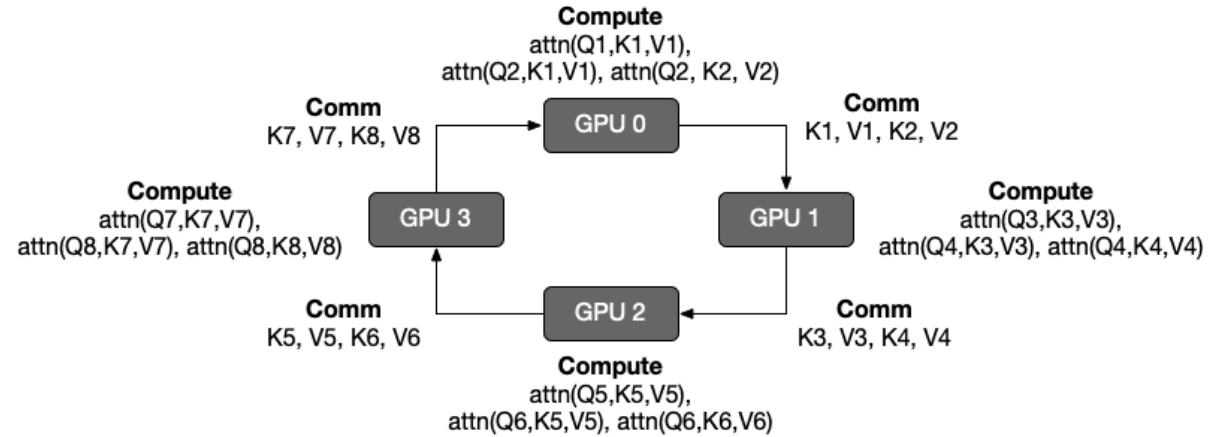 Compute
attn(Q1,K1,V1),
attn(Q2,K1,V1), attn(Q2, K2, V2)
Comm
K7, V7, K8, V8
GPU 0
Comm
K1, V1, K2, V2
Compute
attn(Q7,K7,V7),
attn(Q8,K7,V7), attn(Q8,K8,V8)
GPU 3
GPU 1
Compute
attn(Q3,K3,V3),
attn(Q4,K3,V3), attn(Q4,K4,V4)
Comm
K5, V5, K6, V6
GPU 2
Comm
K3, V3, K4, V4
Compute
attn(Q5,K5,V5),
attn(Q6,K5,V5), attn(Q6,K6,V6)